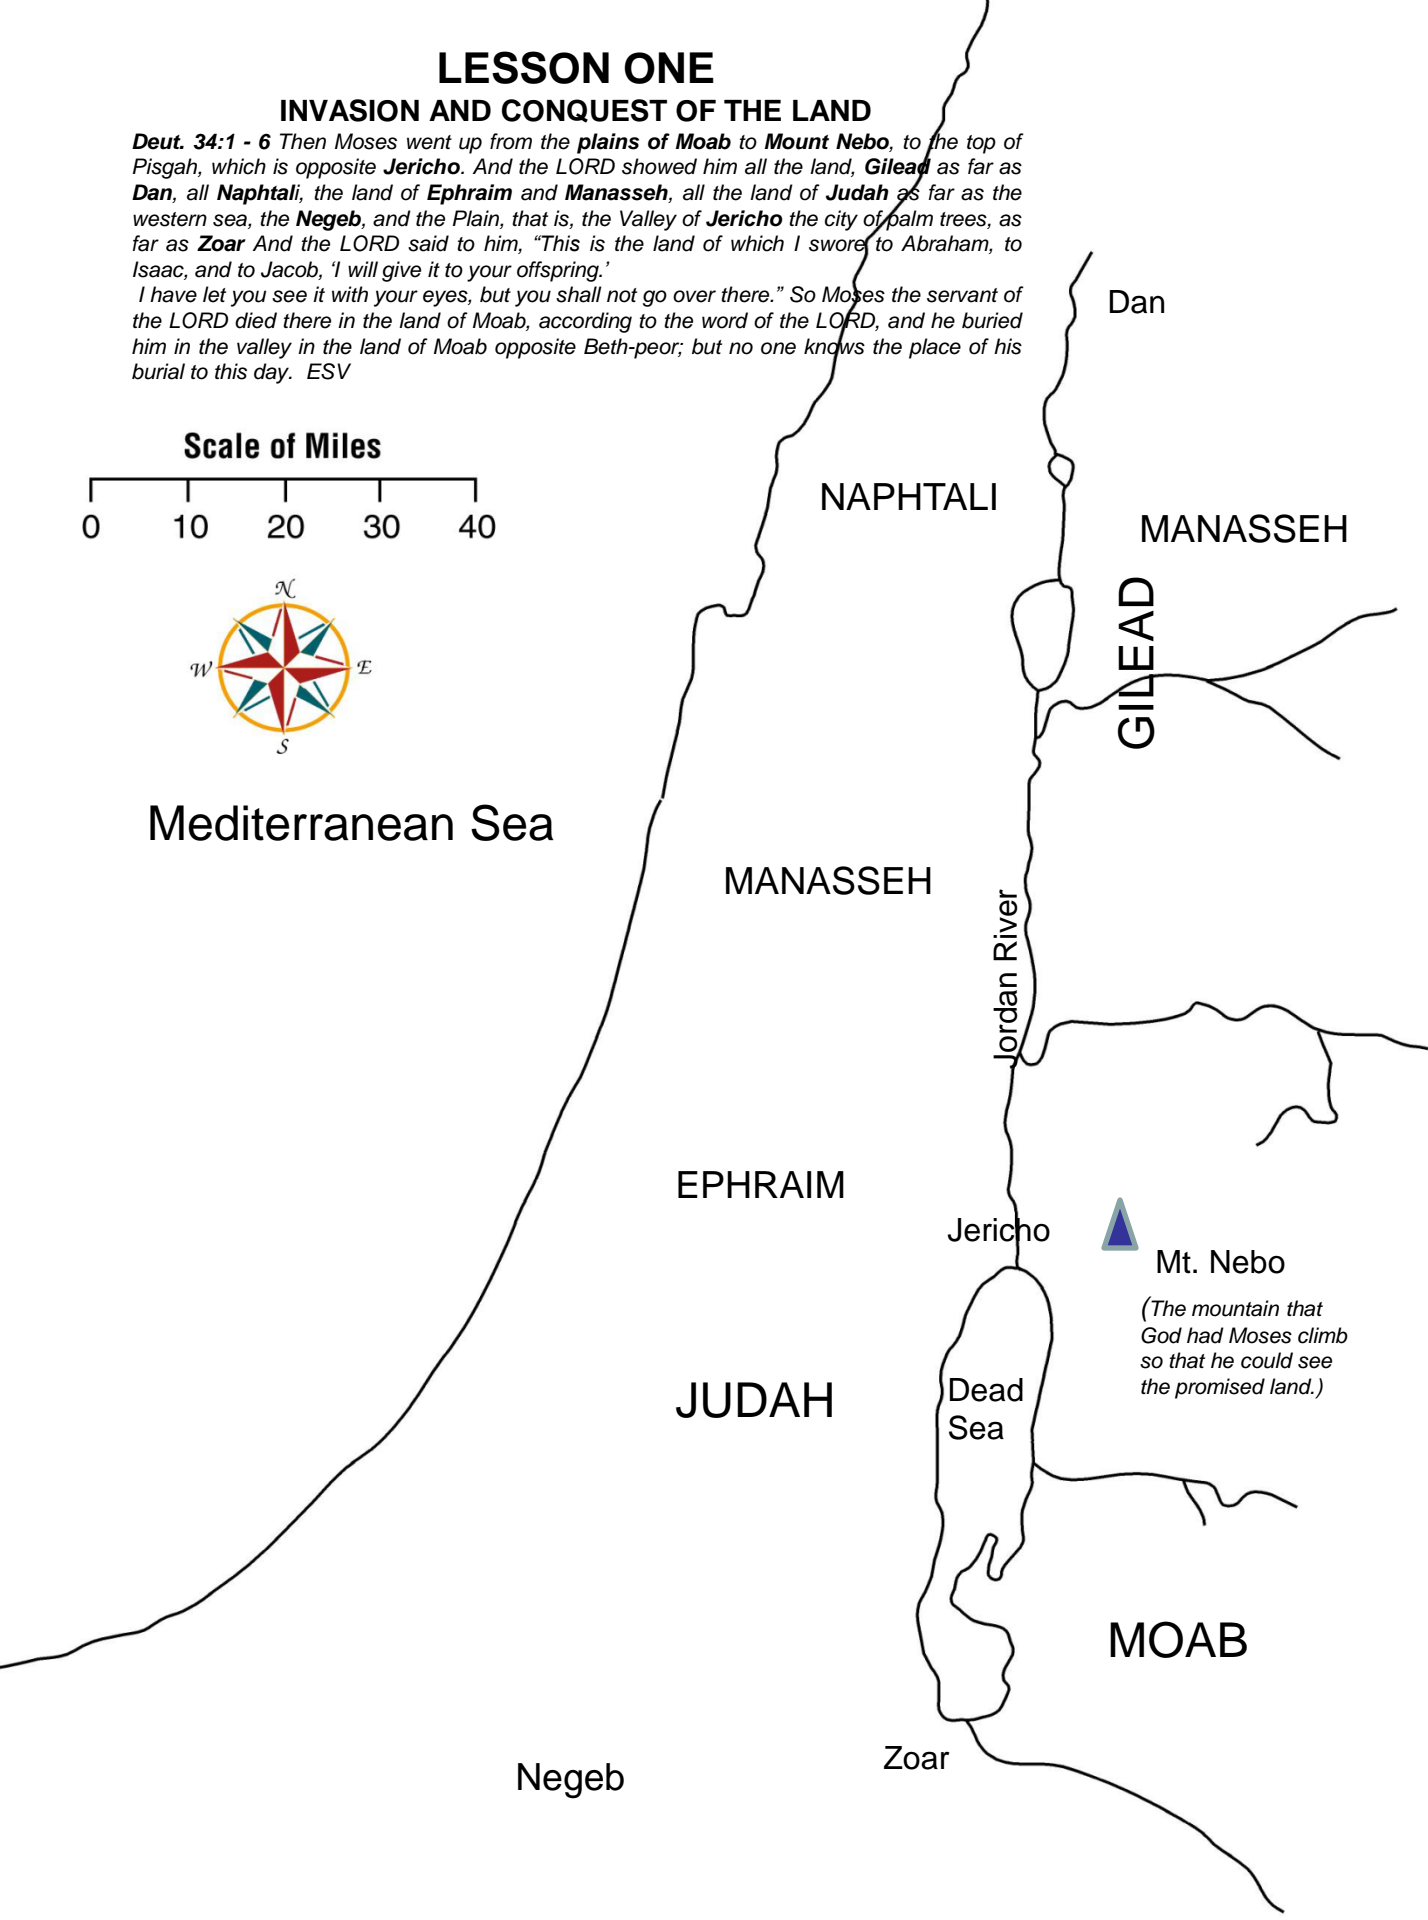 LESSON ONE
INVASION AND CONQUEST OF THE LAND
Deut. 34:1 - 6 Then Moses went up from the plains of Moab to Mount Nebo, to the top of
Pisgah, which is opposite Jericho. And the LORD showed him all the land, Gilead as far as
Dan, all Naphtali, the land of Ephraim and Manasseh, all the land of Judah as far as the
western sea, the Negeb, and the Plain, that is, the Valley of Jericho the city of palm trees, as
far as Zoar And the LORD said to him, “This is the land of which I swore to Abraham, to
Isaac, and to Jacob, ‘I will give it to your offspring.’
I have let you see it with your eyes, but you shall not go over there.” So Moses the servant of
the LORD died there in the land of Moab, according to the word of the LORD, and he buried
him in the valley in the land of Moab opposite Beth-peor; but no one knows the place of his
burial to this day. ESV
Dan
Scale of Miles
0 10 20 30 40
NAPHTALI
MANASSEH
N
W E
S
GILEAD
Mediterranean Sea
MANASSEH
Jordan River
EPHRAIM
Jericho
Mt. Nebo
(The mountain that
God had Moses climb
so that he could see
the promised land.)
JUDAH
Dead
Sea
MOAB
Zoar
Negeb